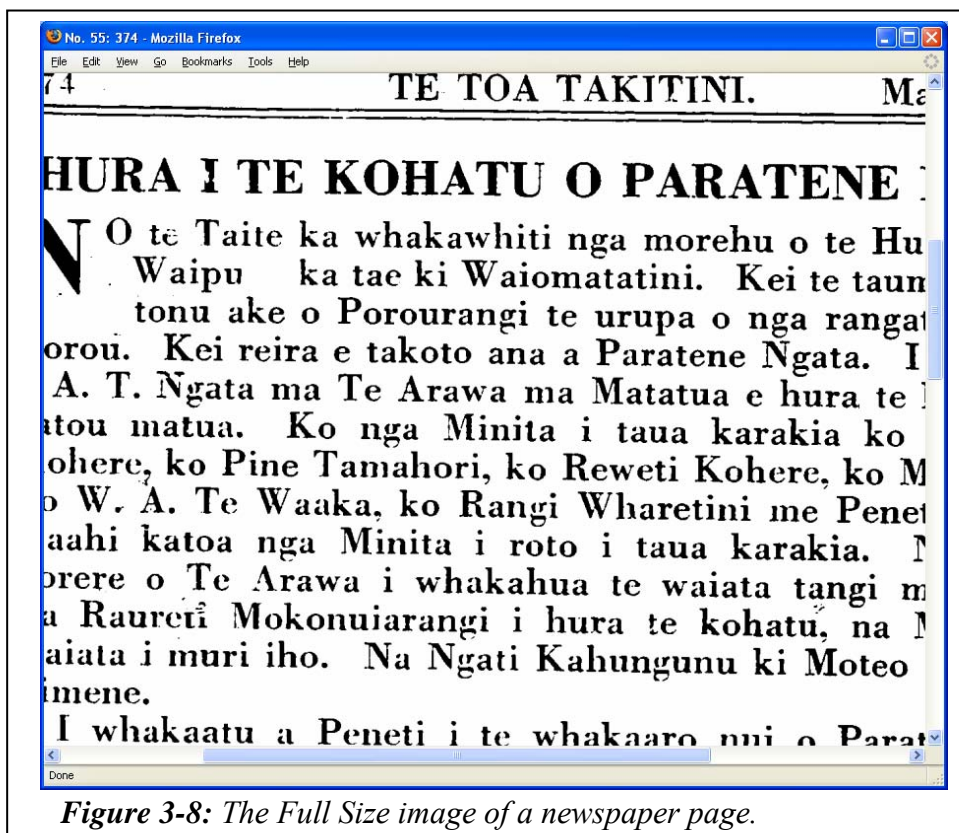 No. 55: 374 - Mozilla Firefox
File Edit View Go Bookmarks Tools Help
74 TE TOA TAKITINI. Ma
HURA I TE KOHATU O PARATENE
NO te Taite ka whakawhiti nga morehu o te Hu
Waipu ka tae ki Waiomatatini. Kei te taum
tonu ake o Porourangi te urupa o nga rangat
orou. Kei reira e takoto ana a Paratene Ngata. I
A. T. Ngata ma Te Arawa ma Matatua e hura te
atou matua. Ko nga Minita i taua karakia ko
ohere, ko Pine Tamahori, ko Reweti Kohere, ko M
o W. A. Te Waaka, ko Rangi Wharetini me Penet
aahi katoa nga Minita i roto i taua karakia. N
orere o Te Arawa i whakahua te waiata tangi m
a Raureti Mokonuiarangi i hura te kohatu, na M
aiata i muri iho. Na Ngati Kahungunu ki Moteo
imene.
I whakaatu a Peneti i te whakaaro nui o Parat
Done
Figure 3-8: The Full Size image of a newspaper page.